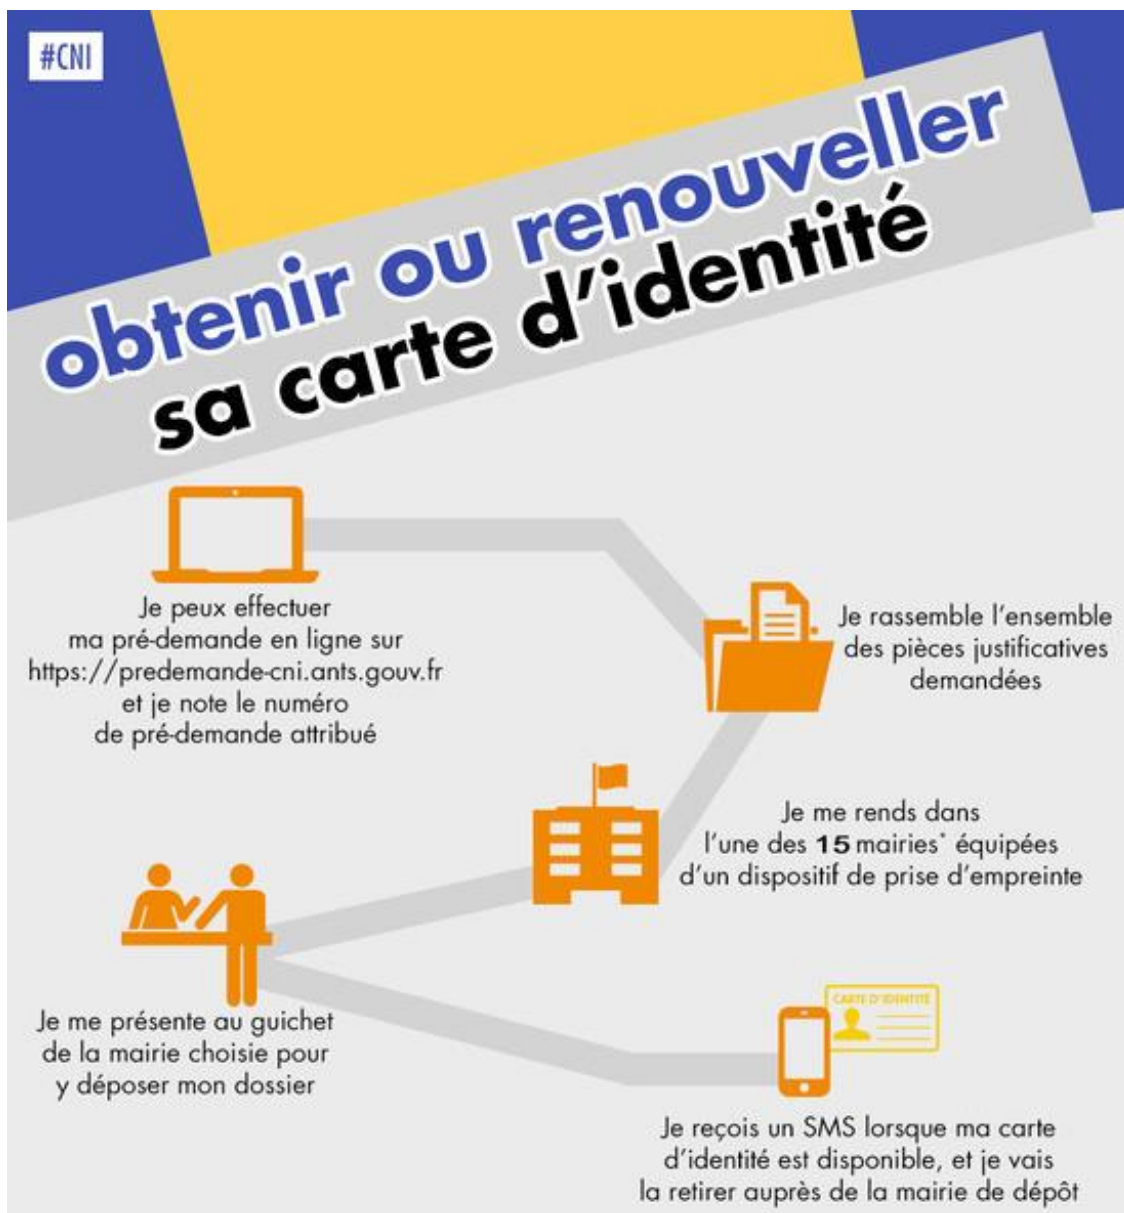 #CNI
obtenir ou renouveller
sa carte d'identité
Je peux effectuer
ma pré-demande en ligne sur
https://predemande-cni.ants.gouv.fr
et je note le numéro
de pré-demande attribué
Je rassemble l'ensemble
des pièces justificatives
demandées
Je me rends dans
l'une des 15 mairies* équipées
d'un dispositif de prise d'empreinte
Je me présente au guichet
de la mairie choisie pour
y déposer mon dossier
CARTE D'IDENTITÉ
Je reçois un SMS lorsque ma carte
d'identité est disponible, et je vais
la retirer auprès de la mairie de dépôt